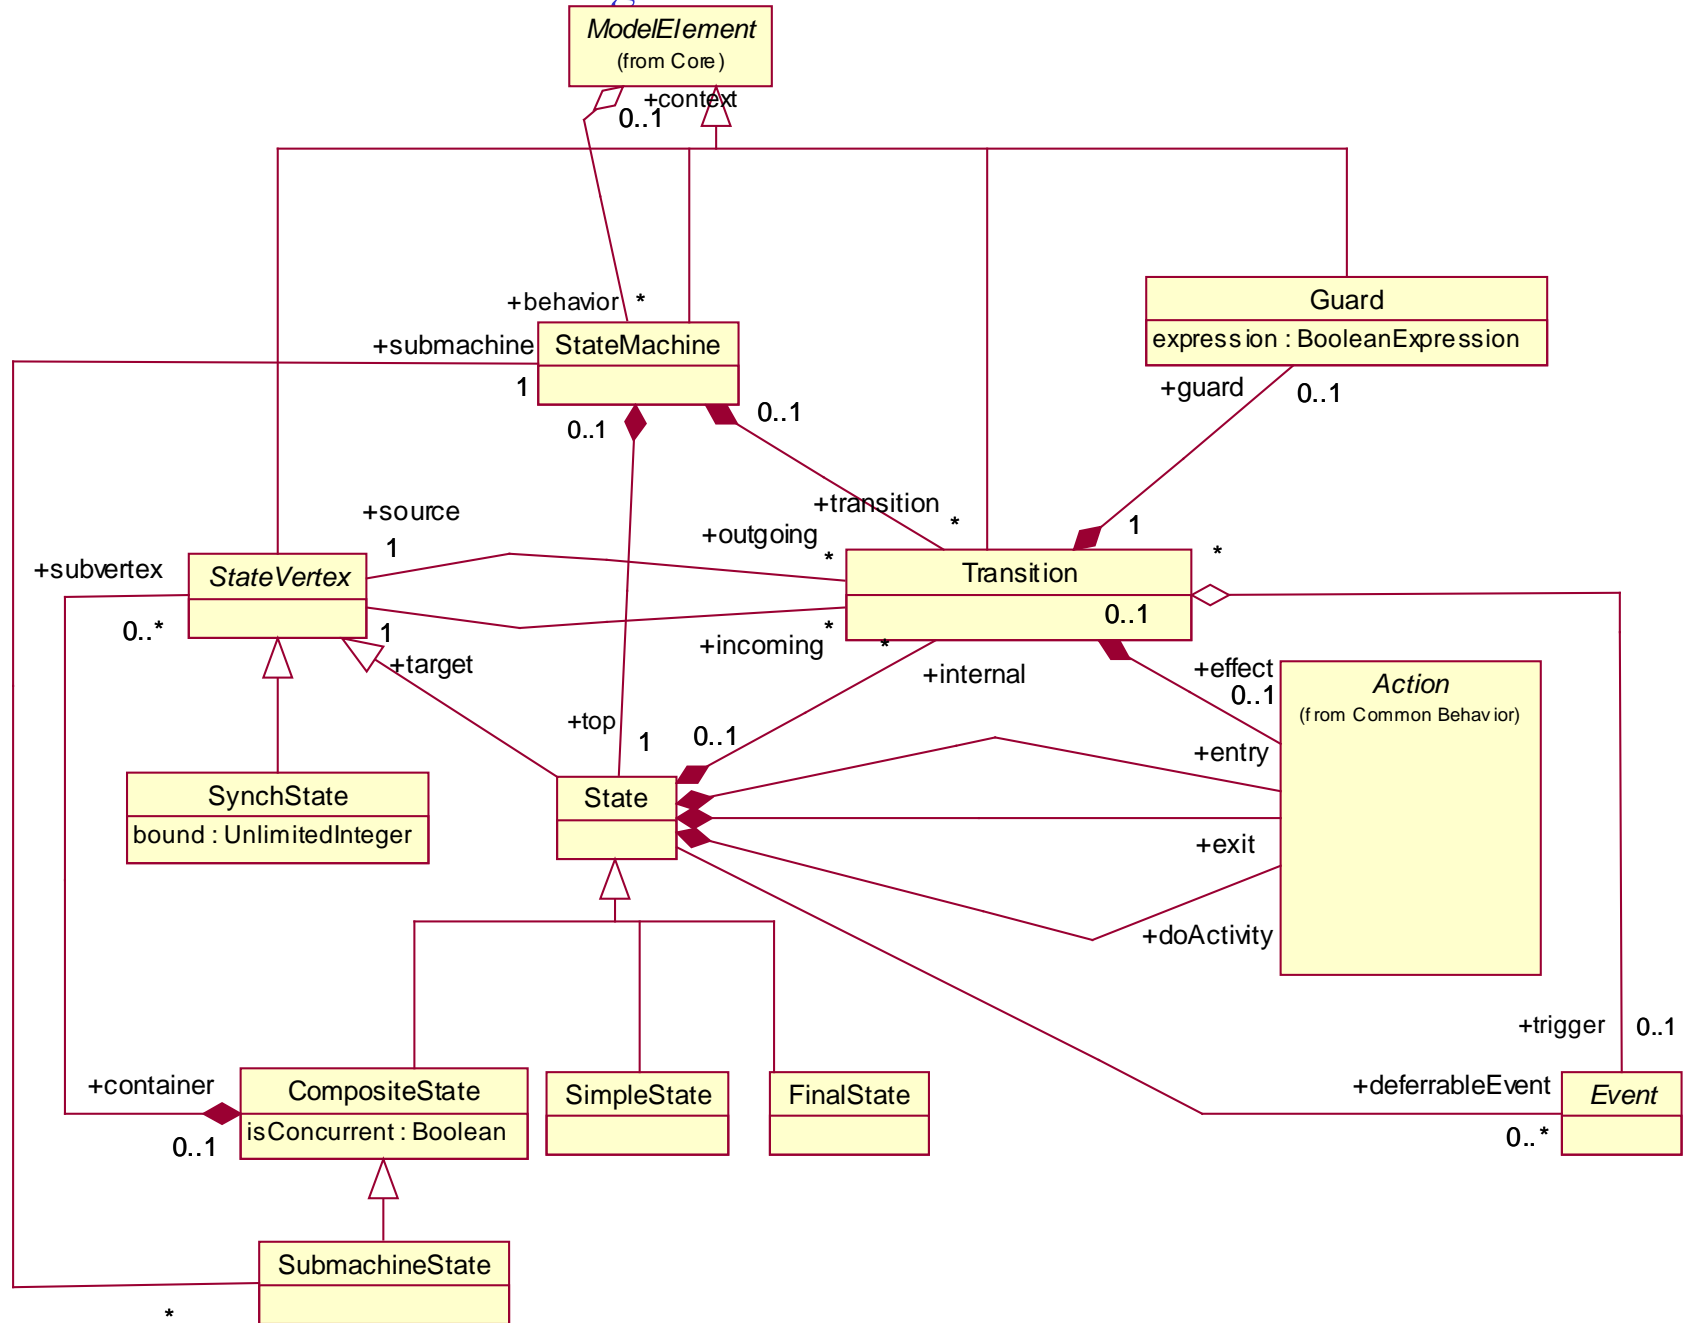 ModelElement
(from Core)
+context
0..1
+behavior
*
Guard
expression : BooleanExpression
+submachine
StateMachine
1
+guard
0..1
0..1
0..1
+source
1
+transition
*
+outgoing
*
1
*
+subvertex
StateVertex
Transition
0..*
1
+target
0..1
*
+incoming
*
+internal
+effect
0..1
Action
(from Common Behavior)
+top
1
0..1
+entry
SynchState
bound : UnlimitedInteger
State
+exit
+doActivity
+trigger
0..1
+container
0..1
CompositeState
isConcurrent : Boolean
SimpleState
FinalState
+deferrableEvent
0..*
Event
SubmachineState
*